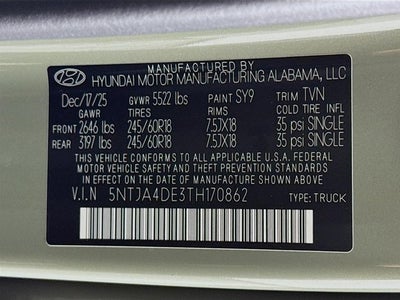 MANUFACTURED BY
HYUNDAI MOTOR MANUFACTURING ALABAMA, LLC
Dec/17/25 GVWR 5522 lbs PAINT SY9 TRIM TVN
GAWR TIRES RIMS COLD TIRE INFL
FRONT 2646 lbs 245/60R18 7.5JX18 35 psi SINGLE
REAR 3197 lbs 245/60R18 7.5JX18 35 psi SINGLE
THIS VEHICLE CONFORMS TO ALL APPLICABLE U.S. FEDERAL MOTOR
VEHICLE SAFETY AND THEFT PREVENTION STANDARDS
IN EFFECT ON THE DATE OF MANUFACTURE SHOWN ABOVE.
V.I.N 5NTJA4DE3TH170862
TYPE: TRUCK